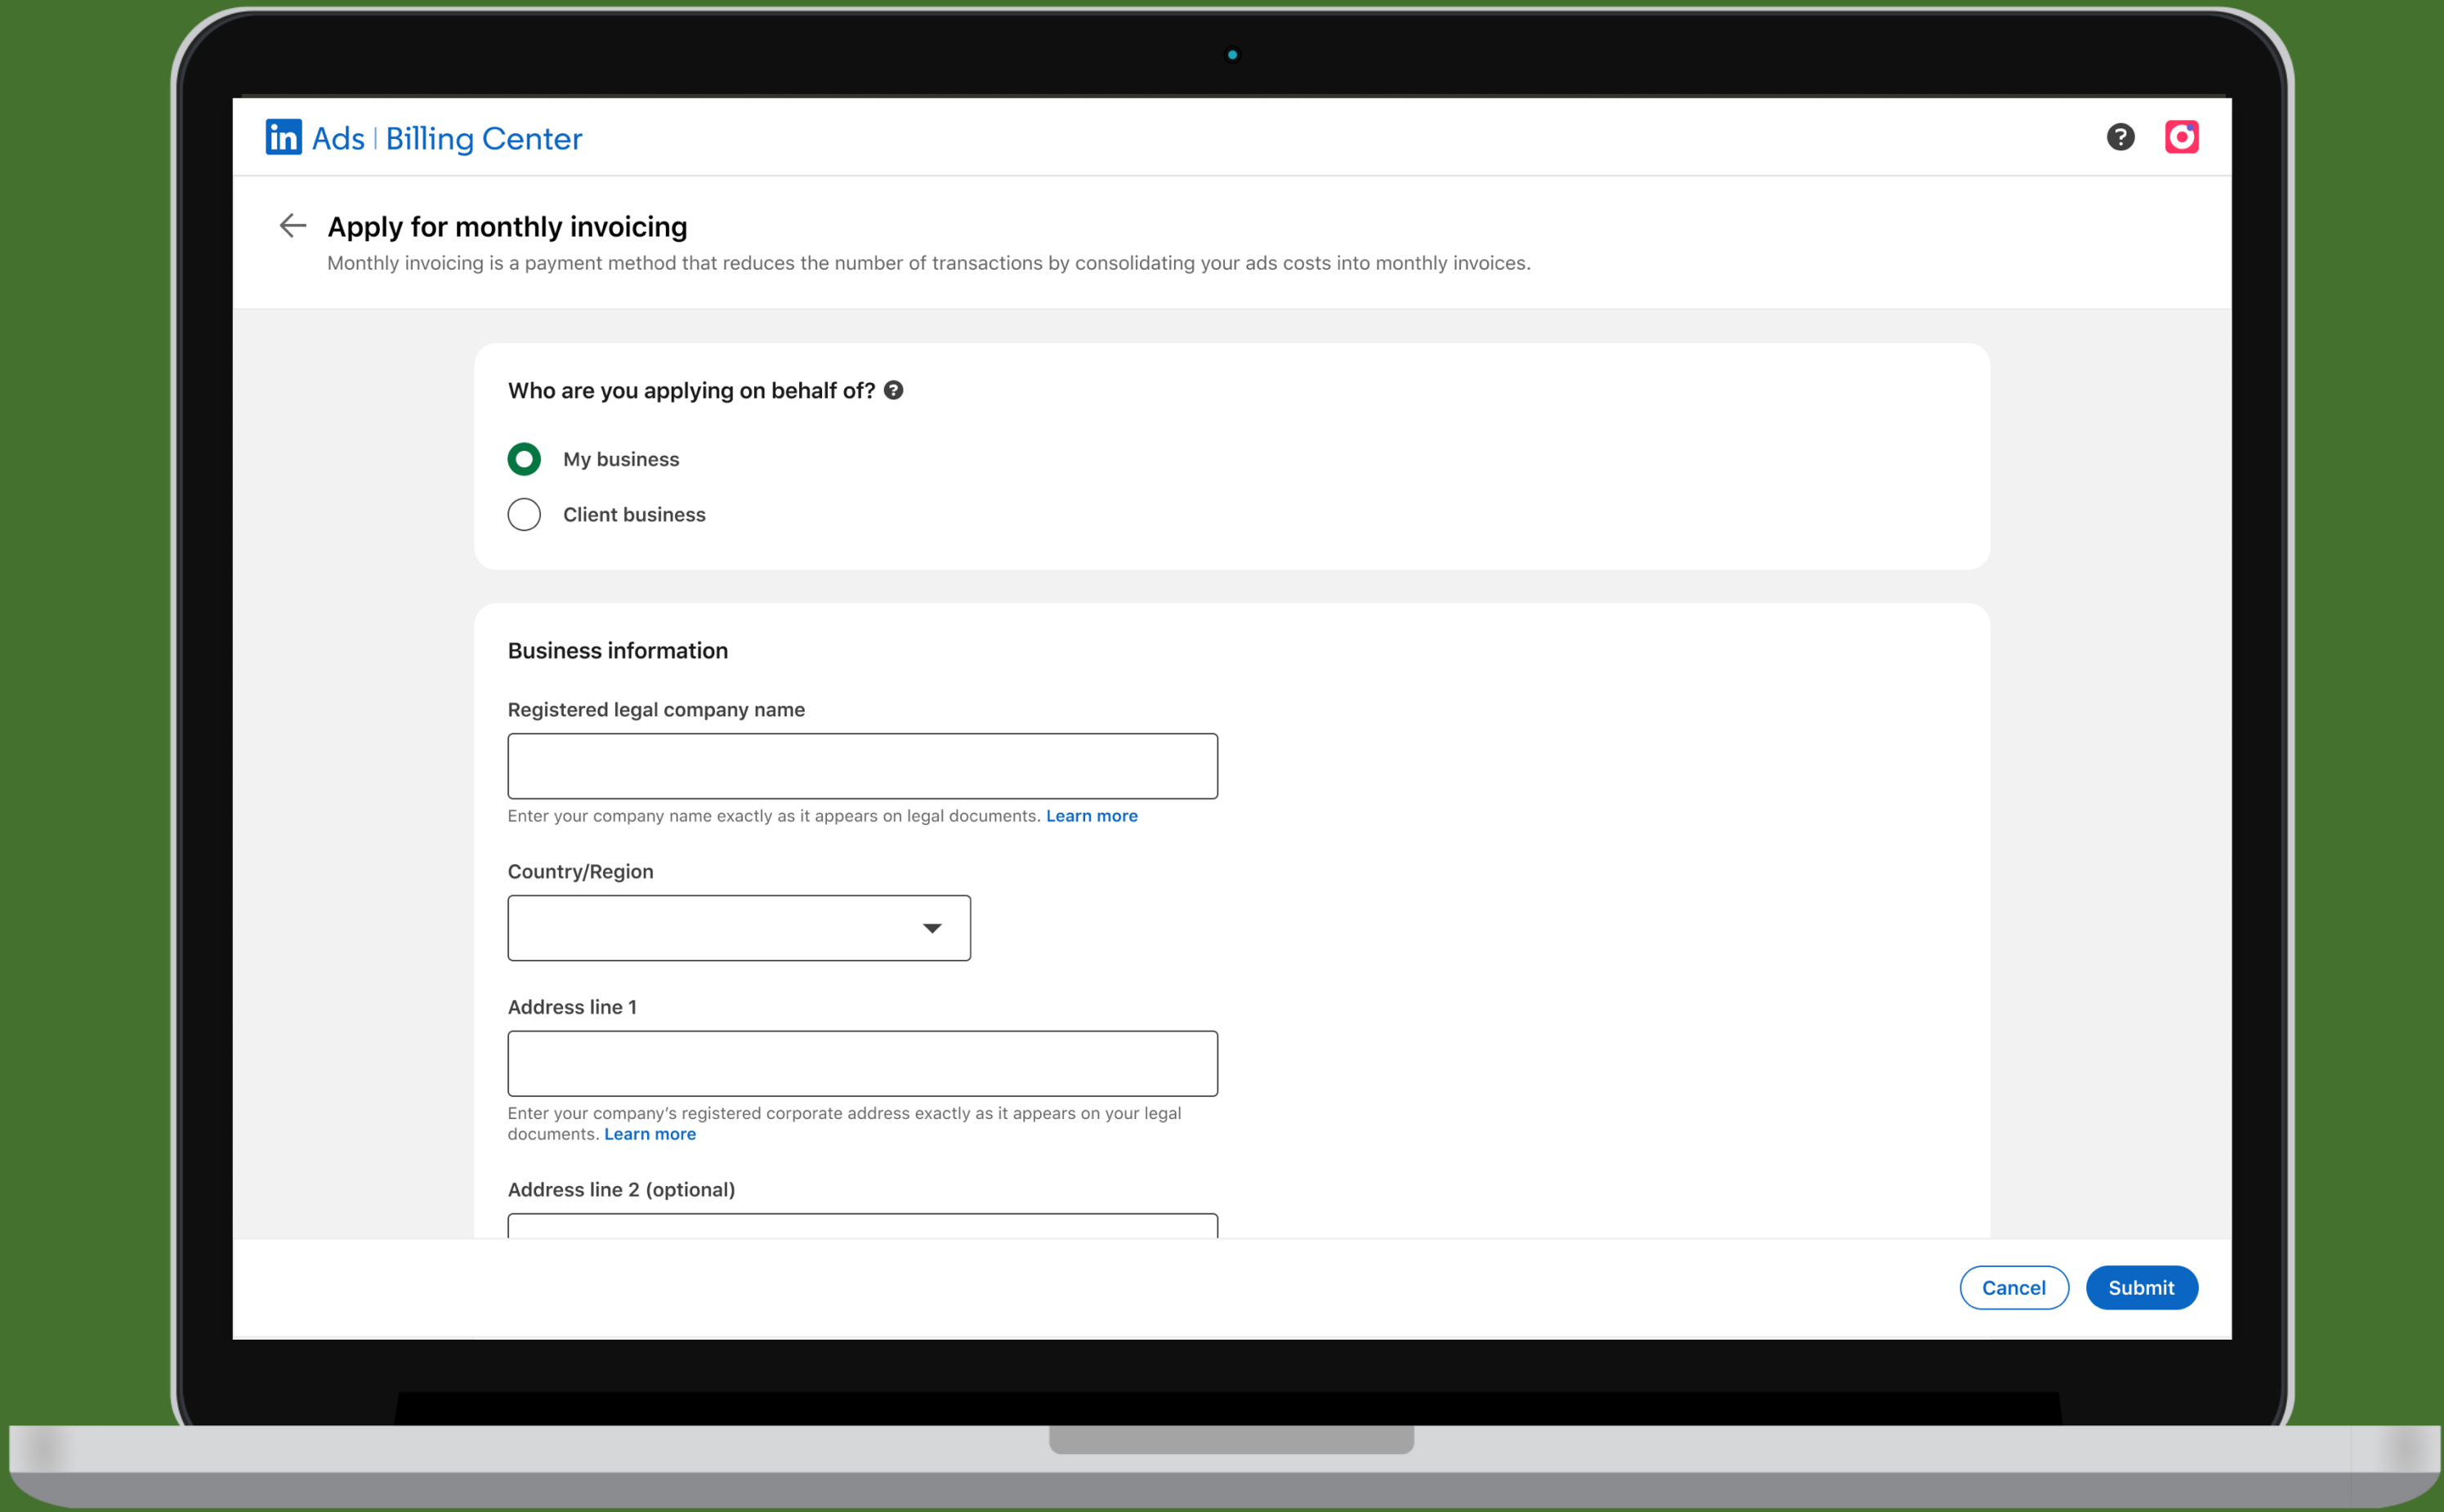 in Ads | Billing Center
Apply for monthly invoicing
Monthly invoicing is a payment method that reduces the number of transactions by consolidating your ads costs into monthly invoices.
Who are you applying on behalf of?
My business
Client business
Business information
Registered legal company name
Enter your company name exactly as it appears on legal documents. Learn more
Country/Region
Address line 1
Enter your company's registered corporate address exactly as it appears on your legal
documents. Learn more
Address line 2 (optional)
Cancel
Submit